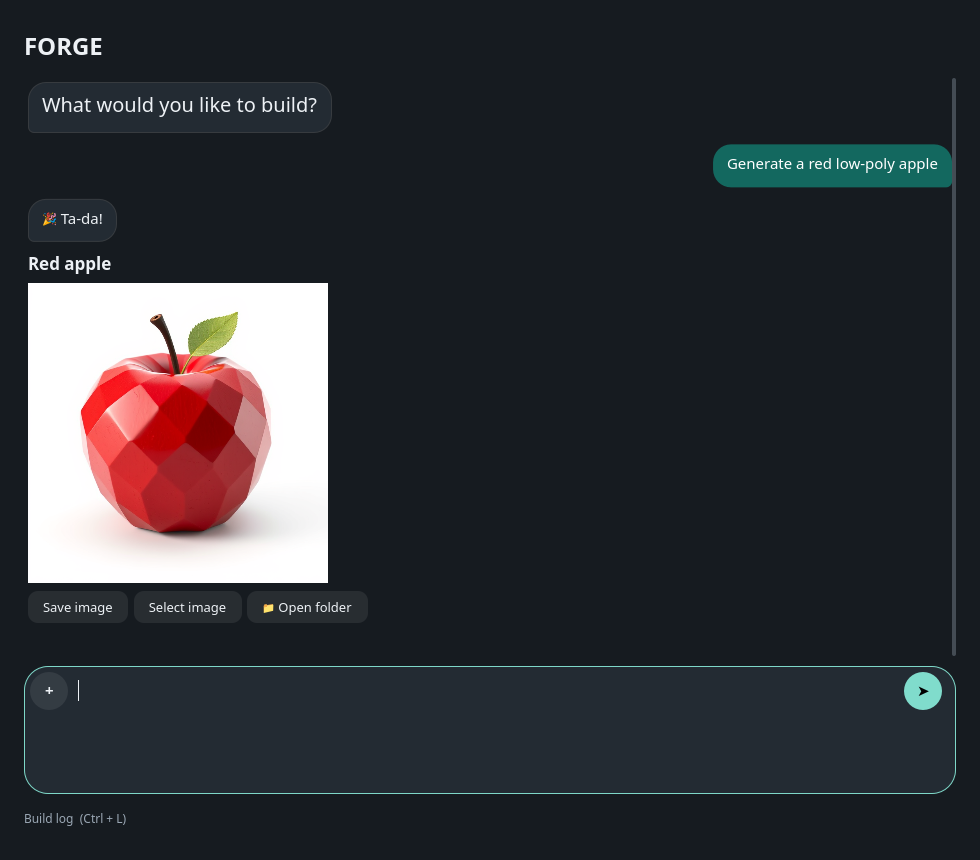 FORGE
What would you like to build?
Generate a red low-poly apple
🎉 Ta-da!
Red apple
Save image
Select image
📁 Open folder
+
➤
Build log (Ctrl + L)